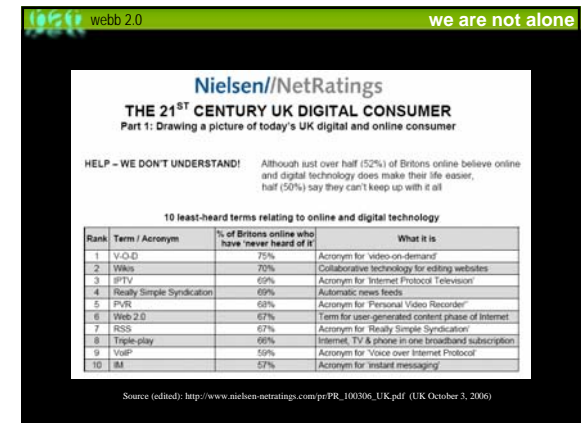 webb 2.0 we are not alone
Nielsen//NetRatings
THE 21ST CENTURY UK DIGITAL CONSUMER
Part 1: Drawing a picture of today's UK digital and online consumer
HELP – WE DON'T UNDERSTAND! Although just over half (52%) of Britons online believe online
and digital technology does make their life easier,
half (50%) say they can't keep up with it all
10 least-heard terms relating to online and digital technology
Rank Term / Acronym % of Britons online who have 'never heard of it' What it is
1 V-O-D 75% Acronym for 'video-on-demand'
2 Wikis 70% Collaborative technology for editing websites
3 IPTV 69% Acronym for 'Internet Protocol Television'
4 Really Simple Syndication 69% Automatic news feeds
5 PVR 68% Acronym for 'Personal Video Recorder'
6 Web 2.0 67% Term for user-generated content phase of Internet
7 RSS 67% Acronym for 'Really Simple Syndication'
8 Triple-play 66% Internet, TV & phone in one broadband subscription
9 VoIP 59% Acronym for 'Voice over Internet Protocol'
10 IM 57% Acronym for 'instant messaging'
Source (edited): http://www.nielsen-netratings.com/pr/PR_100306_UK.pdf (UK October 3, 2006)